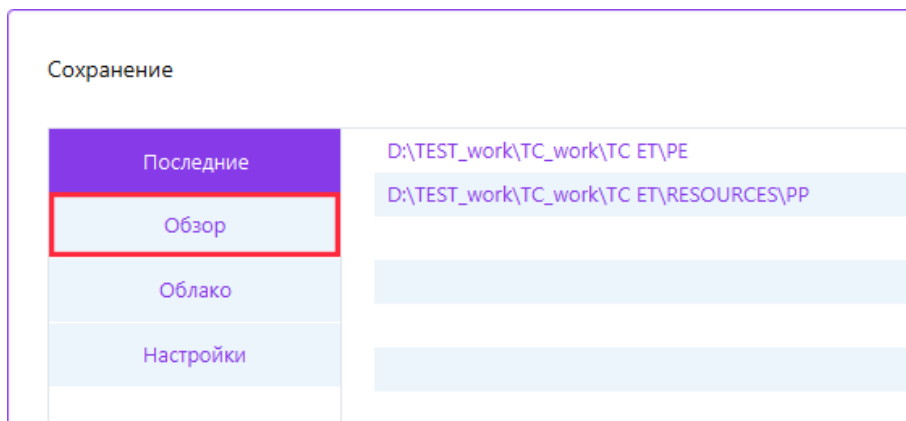 Сохранение
Последние
Обзор
Облако
Настройки
D:\TEST_work\TC_work\TC ET\PE
D:\TEST_work\TC_work\TC ET\RESOURCES\PP